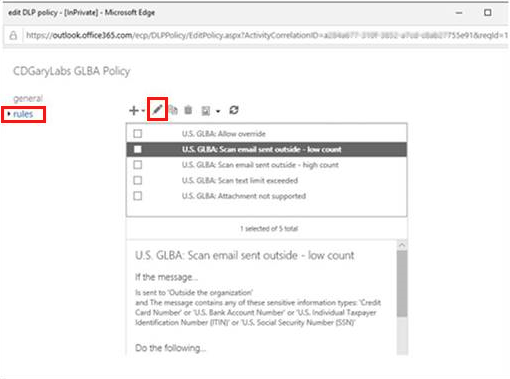 edit DLP policy - [InPrivate] - Microsoft Edge
https://outlook.office365.com/ecp/DLPPolicy/EditPolicy.aspx?ActivityCorrelationID=
CDGaryLabs GLBA Policy
general
rules
U.S. GLBA: Allow override
U.S. GLBA: Scan email sent outside - low count
U.S. GLBA: Scan email sent outside - high count
U.S. GLBA: Scan text limit exceeded
U.S. GLBA: Attachment not supported
1 selected of 5 total
U.S. GLBA: Scan email sent outside - low count
If the message...
Is sent to 'Outside the organization'
and The message contains any of these sensitive information types: 'Credit
Card Number' or 'U.S. Bank Account Number' or 'U.S. Individual Taxpayer
Identification Number (ITIN)' or 'U.S. Social Security Number (SSN)'
Do the following...